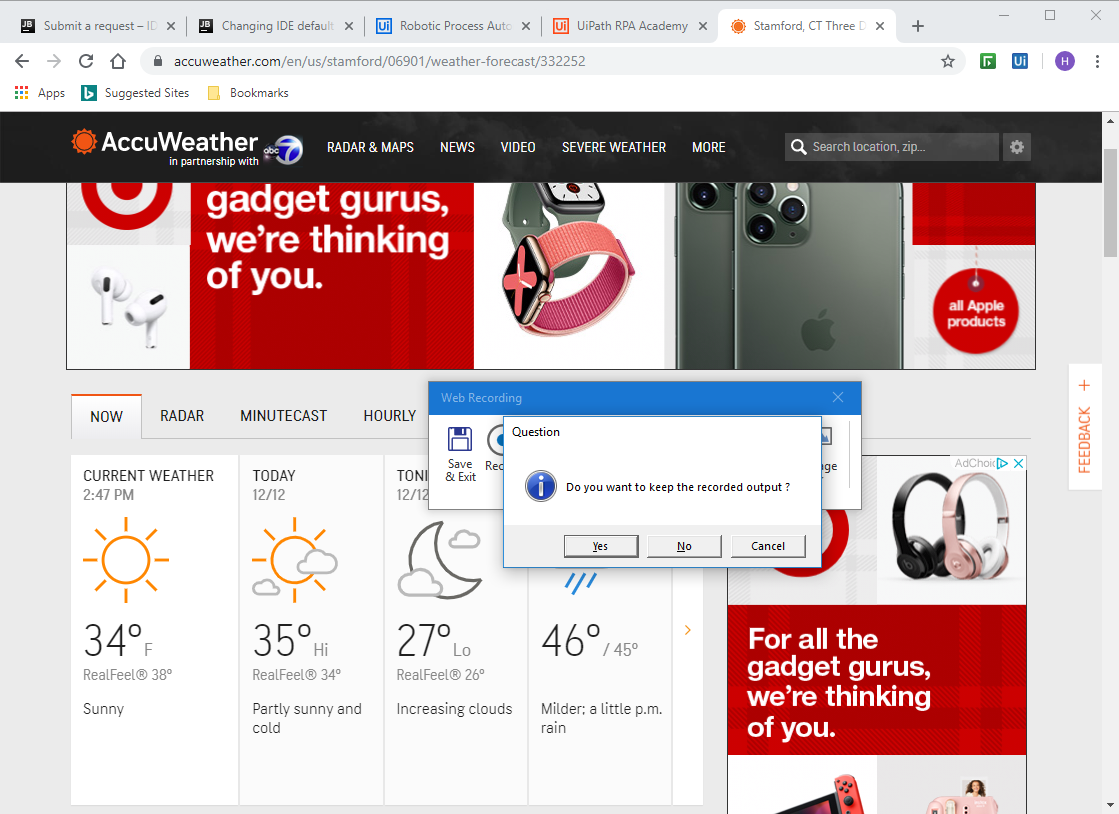 Submit a request – ID
Changing IDE default
Robotic Process Auto
UiPath RPA Academy
Stamford, CT Three D
accuweather.com/en/us/stamford/06901/weather-forecast/332252
H
Apps
Suggested Sites
Bookmarks
AccuWeather
in partnership with
abc 7
RADAR & MAPS
NEWS
VIDEO
SEVERE WEATHER
MORE
Search location, zip...
gadget gurus,
we're thinking
of you.
all Apple
products
FEEDBACK +
NOW
RADAR
MINUTECAST
HOURLY
Web Recording
Save
& Exit
Rec
ge
Question
Do you want to keep the recorded output ?
Yes
No
Cancel
CURRENT WEATHER
2:47 PM
34° F
RealFeel® 38°
Sunny
TODAY
12/12
35° Hi
RealFeel® 34°
Partly sunny and
cold
TONI
12/12
27° Lo
RealFeel® 26°
Increasing clouds
46° / 45°
Milder; a little p.m.
rain
AdChoic
For all the
gadget gurus,
we're thinking
of you.